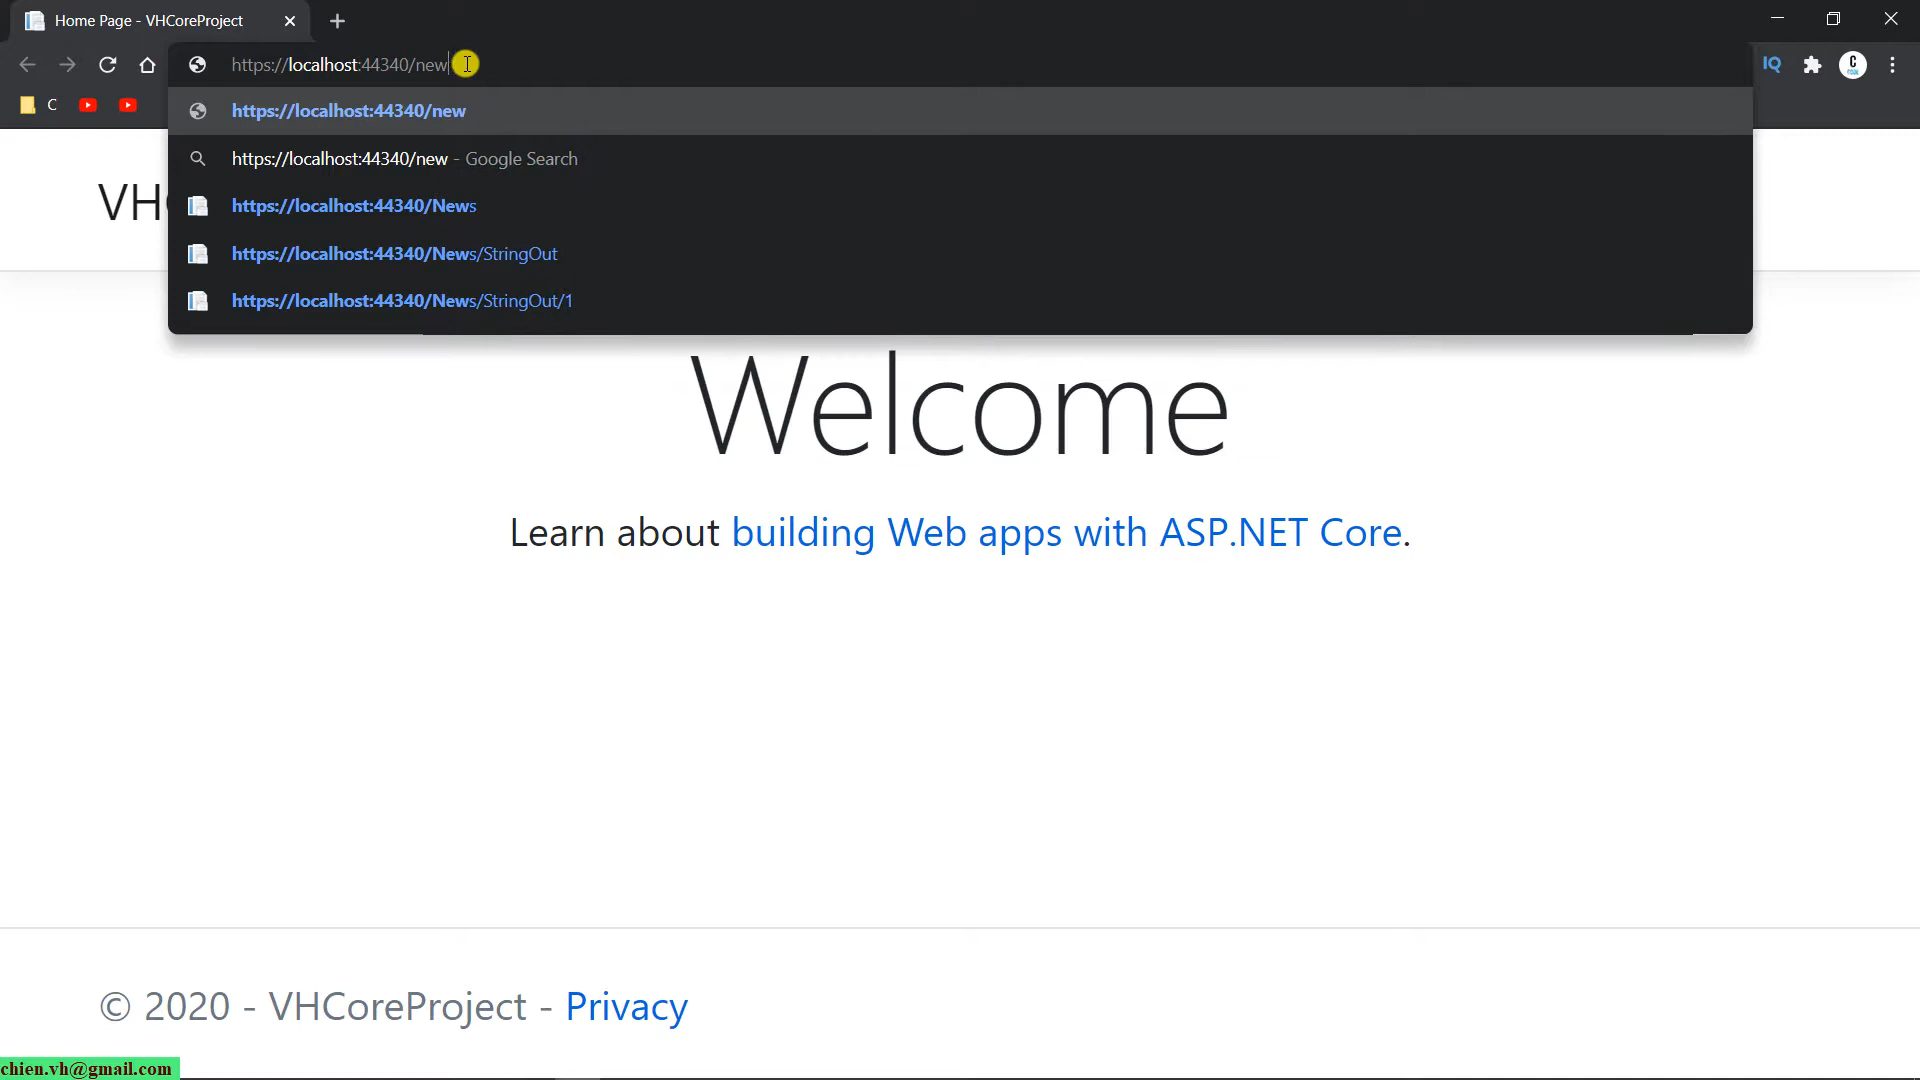 Home Page - VHCoreProject
https://localhost:44340/new
IQ
C
C
https://localhost:44340/new
https://localhost:44340/new - Google Search
https://localhost:44340/News
https://localhost:44340/News/StringOut
https://localhost:44340/News/StringOut/1
VH
Welcome
Learn about building Web apps with ASP.NET Core.
© 2020 - VHCoreProject - Privacy
chien.vh@gmail.com